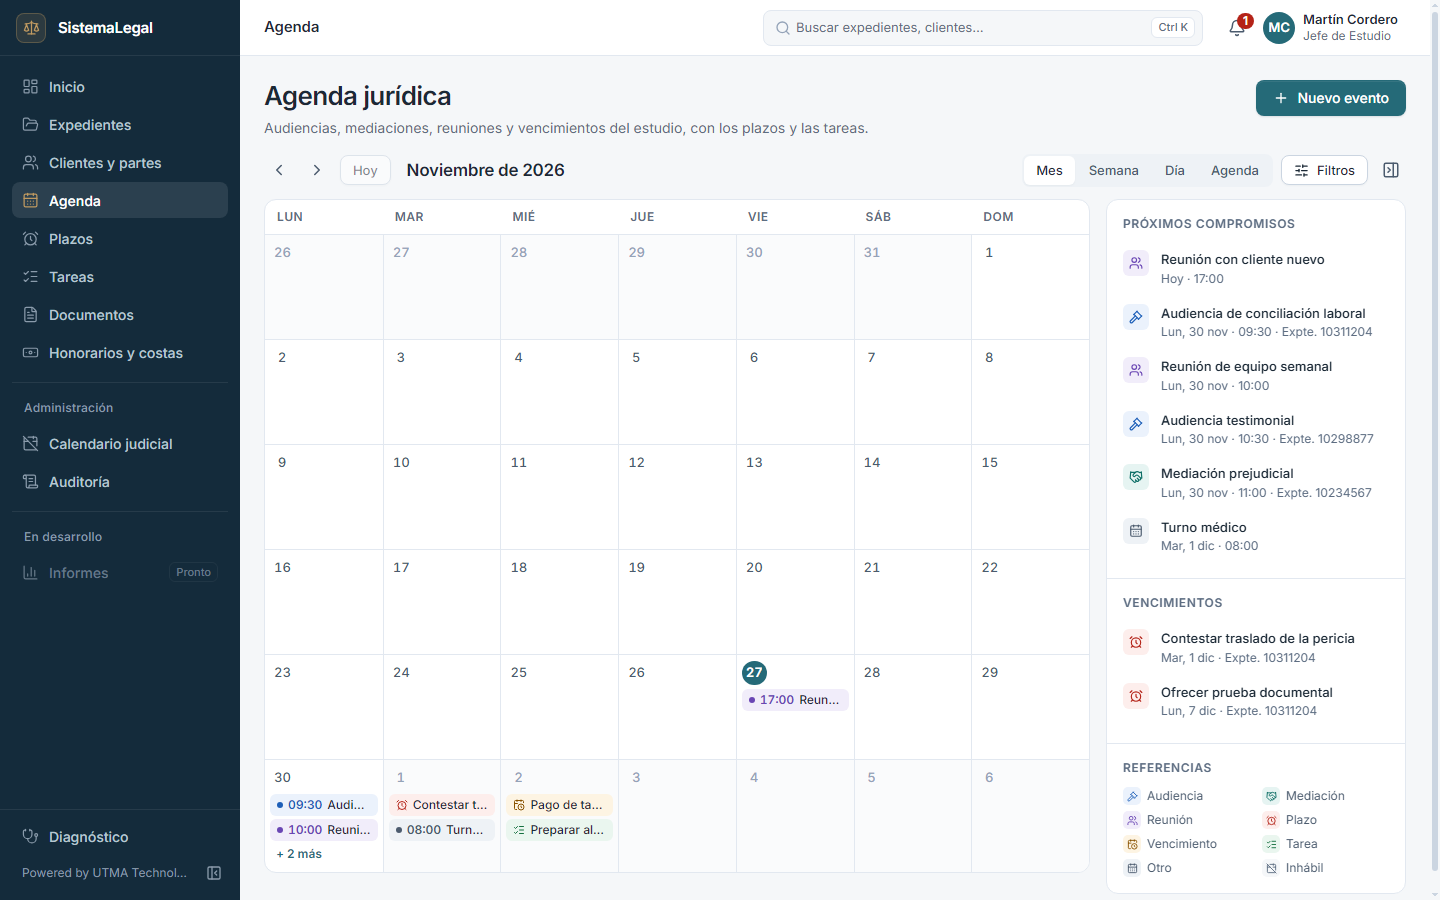 SistemaLegal
Inicio
Expedientes
Clientes y partes
Agenda
Plazos
Tareas
Documentos
Honorarios y costas
Administración
Calendario judicial
Auditoría
En desarrollo
Informes Pronto
Diagnóstico
Powered by UTMA Technol...
Agenda
Buscar expedientes, clientes... Ctrl K
1
MC
Martín Cordero
Jefe de Estudio
Agenda jurídica
Audiencias, mediaciones, reuniones y vencimientos del estudio, con los plazos y las tareas.
Nuevo evento
Hoy Noviembre de 2026
Mes Semana Día Agenda Filtros
LUN MAR MIÉ JUE VIE SÁB DOM
26 27 28 29 30 31 1
2 3 4 5 6 7 8
9 10 11 12 13 14 15
16 17 18 19 20 21 22
23 24 25 26 27 28 29
17:00 Reun...
30 1 2 3 4 5 6
09:30 Audi... Contestar t... Pago de ta...
10:00 Reuni... 08:00 Turn... Preparar al...
+ 2 más
PRÓXIMOS COMPROMISOS
Reunión con cliente nuevo
Hoy · 17:00
Audiencia de conciliación laboral
Lun, 30 nov · 09:30 · Expte. 10311204
Reunión de equipo semanal
Lun, 30 nov · 10:00
Audiencia testimonial
Lun, 30 nov · 10:30 · Expte. 10298877
Mediación prejudicial
Lun, 30 nov · 11:00 · Expte. 10234567
Turno médico
Mar, 1 dic · 08:00
VENCIMIENTOS
Contestar traslado de la pericia
Mar, 1 dic · Expte. 10311204
Ofrecer prueba documental
Lun, 7 dic · Expte. 10311204
REFERENCIAS
Audiencia Mediación
Reunión Plazo
Vencimiento Tarea
Otro Inhábil